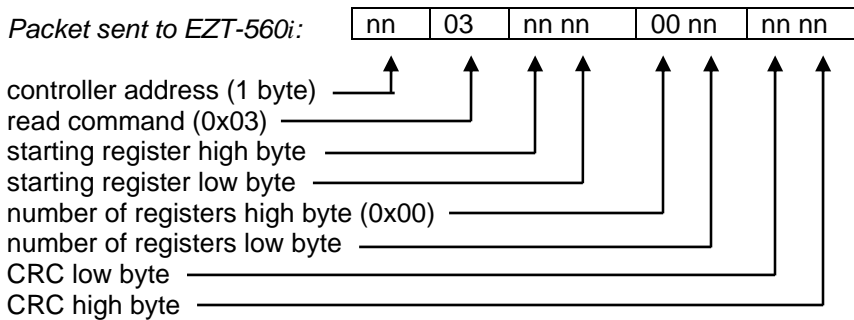 Packet sent to EZT-560i: nn 03 nn nn 00 nn nn nn
controller address (1 byte)
read command (0x03)
starting register high byte
starting register low byte
number of registers high byte (0x00)
number of registers low byte
CRC low byte
CRC high byte